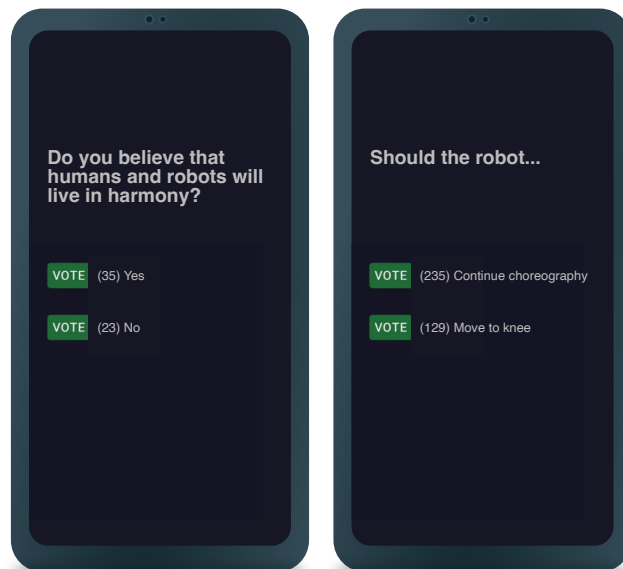 Do you believe that
humans and robots will
live in harmony?
VOTE (35) Yes
VOTE (23) No
Should the robot...
VOTE (235) Continue choreography
VOTE (129) Move to knee